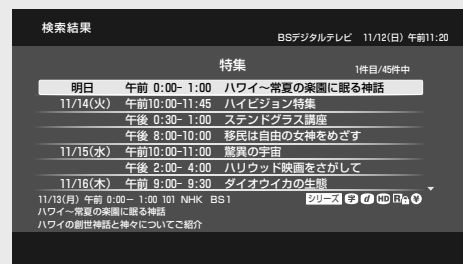 検索結果
BSデジタルテレビ 11/12(日) 午前11:20
特集
1件目/45件中
明日 午前 0:00- 1:00 ハワイ〜常夏の楽園に眠る神話
11/14(火) 午前10:00-11:45 ハイビジョン特集
午後 0:30- 1:00 ステンドグラス講座
午後 8:00-10:00 移民は自由の女神をめざす
11/15(水) 午前10:00-11:00 驚異の宇宙
午後 2:00- 4:00 ハリウッド映画をさがして
11/16(木) 午前 9:00- 9:30 ダイオウイカの生態
11/13(月) 午前 0:00− 1:00 101 NHK BS1 シリーズ 字 d HD R ¥
ハワイ〜常夏の楽園に眠る神話
ハワイの創世神話と神々についてご紹介